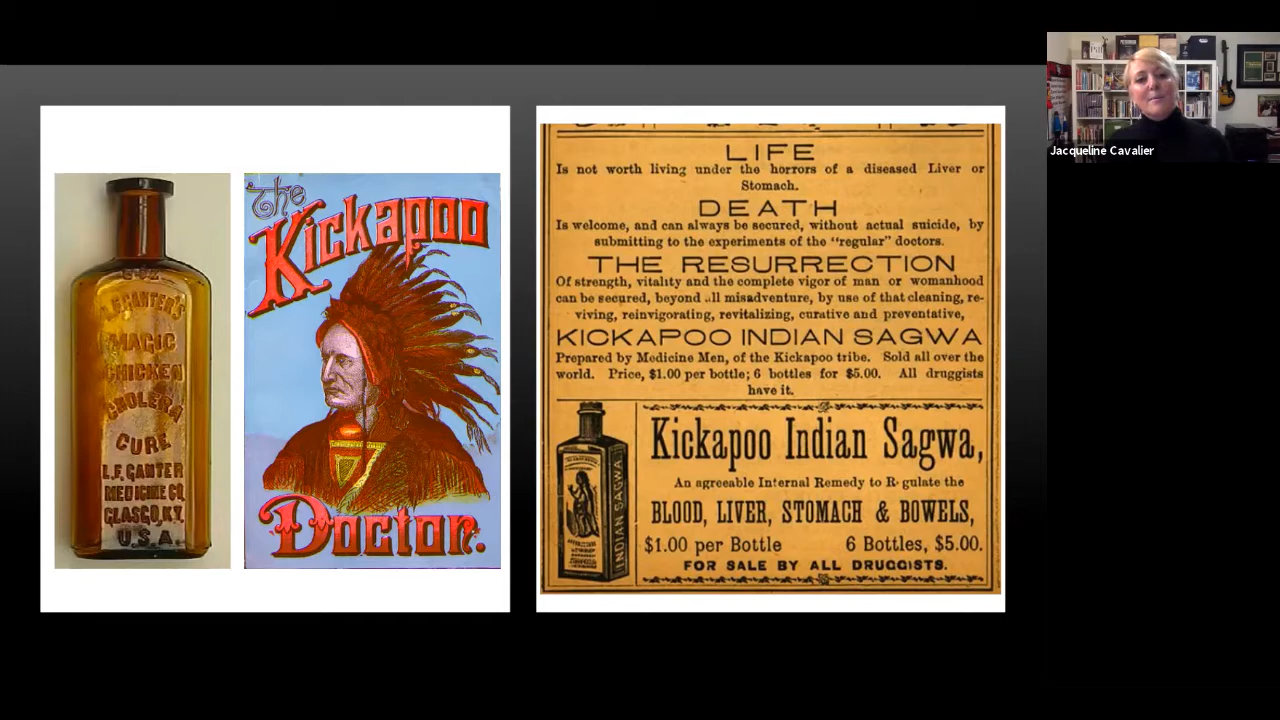 L.F. GANTER'S
MAGIC
CHICKEN
CHOLERA
CURE
L.F. GANTER
MEDICINE CO.
GLASGO, KY.
U.S.A.
The
Kickapoo
Doctor.
LIFE
Is not worth living under the horrors of a diseased Liver or
Stomach.
DEATH
Is welcome, and can always be secured, without actual suicide, by
submitting to the experiments of the "regular" doctors.
THE RESURRECTION
Of strength, vitality and the complete vigor of man or womanhood
can be secured, beyond all misadventure, by use of that cleaning, re-
viving, reinvigorating, revitalizing, curative and preventative,
KICKAPOO INDIAN SAGWA
Prepared by Medicine Men, of the Kickapoo tribe. Sold all over the
world. Price, $1.00 per bottle; 6 bottles for $5.00. All druggists
have it.
INDIAN SAGWA
Kickapoo Indian Sagwa,
An agreeable Internal Remedy to Regulate the
BLOOD, LIVER, STOMACH & BOWELS,
$1.00 per Bottle 6 Bottles, $5.00.
FOR SALE BY ALL DRUGGISTS.
Jacqueline Cavalier